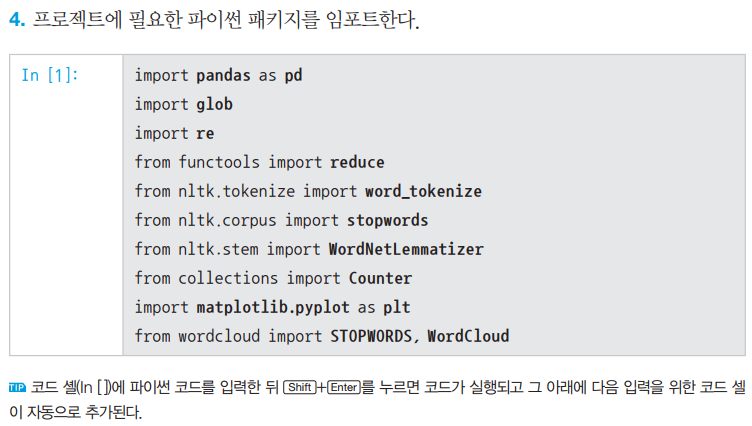 4. 프로젝트에 필요한 파이썬 패키지를 임포트한다.
In [1]:
import pandas as pd
import glob
import re
from functools import reduce
from nltk.tokenize import word_tokenize
from nltk.corpus import stopwords
from nltk.stem import WordNetLemmatizer
from collections import Counter
import matplotlib.pyplot as plt
from wordcloud import STOPWORDS, WordCloud
TIP 코드 셀(In [ ])에 파이썬 코드를 입력한 뒤 Shift+Enter를 누르면 코드가 실행되고 그 아래에 다음 입력을 위한 코드 셀
이 자동으로 추가된다.